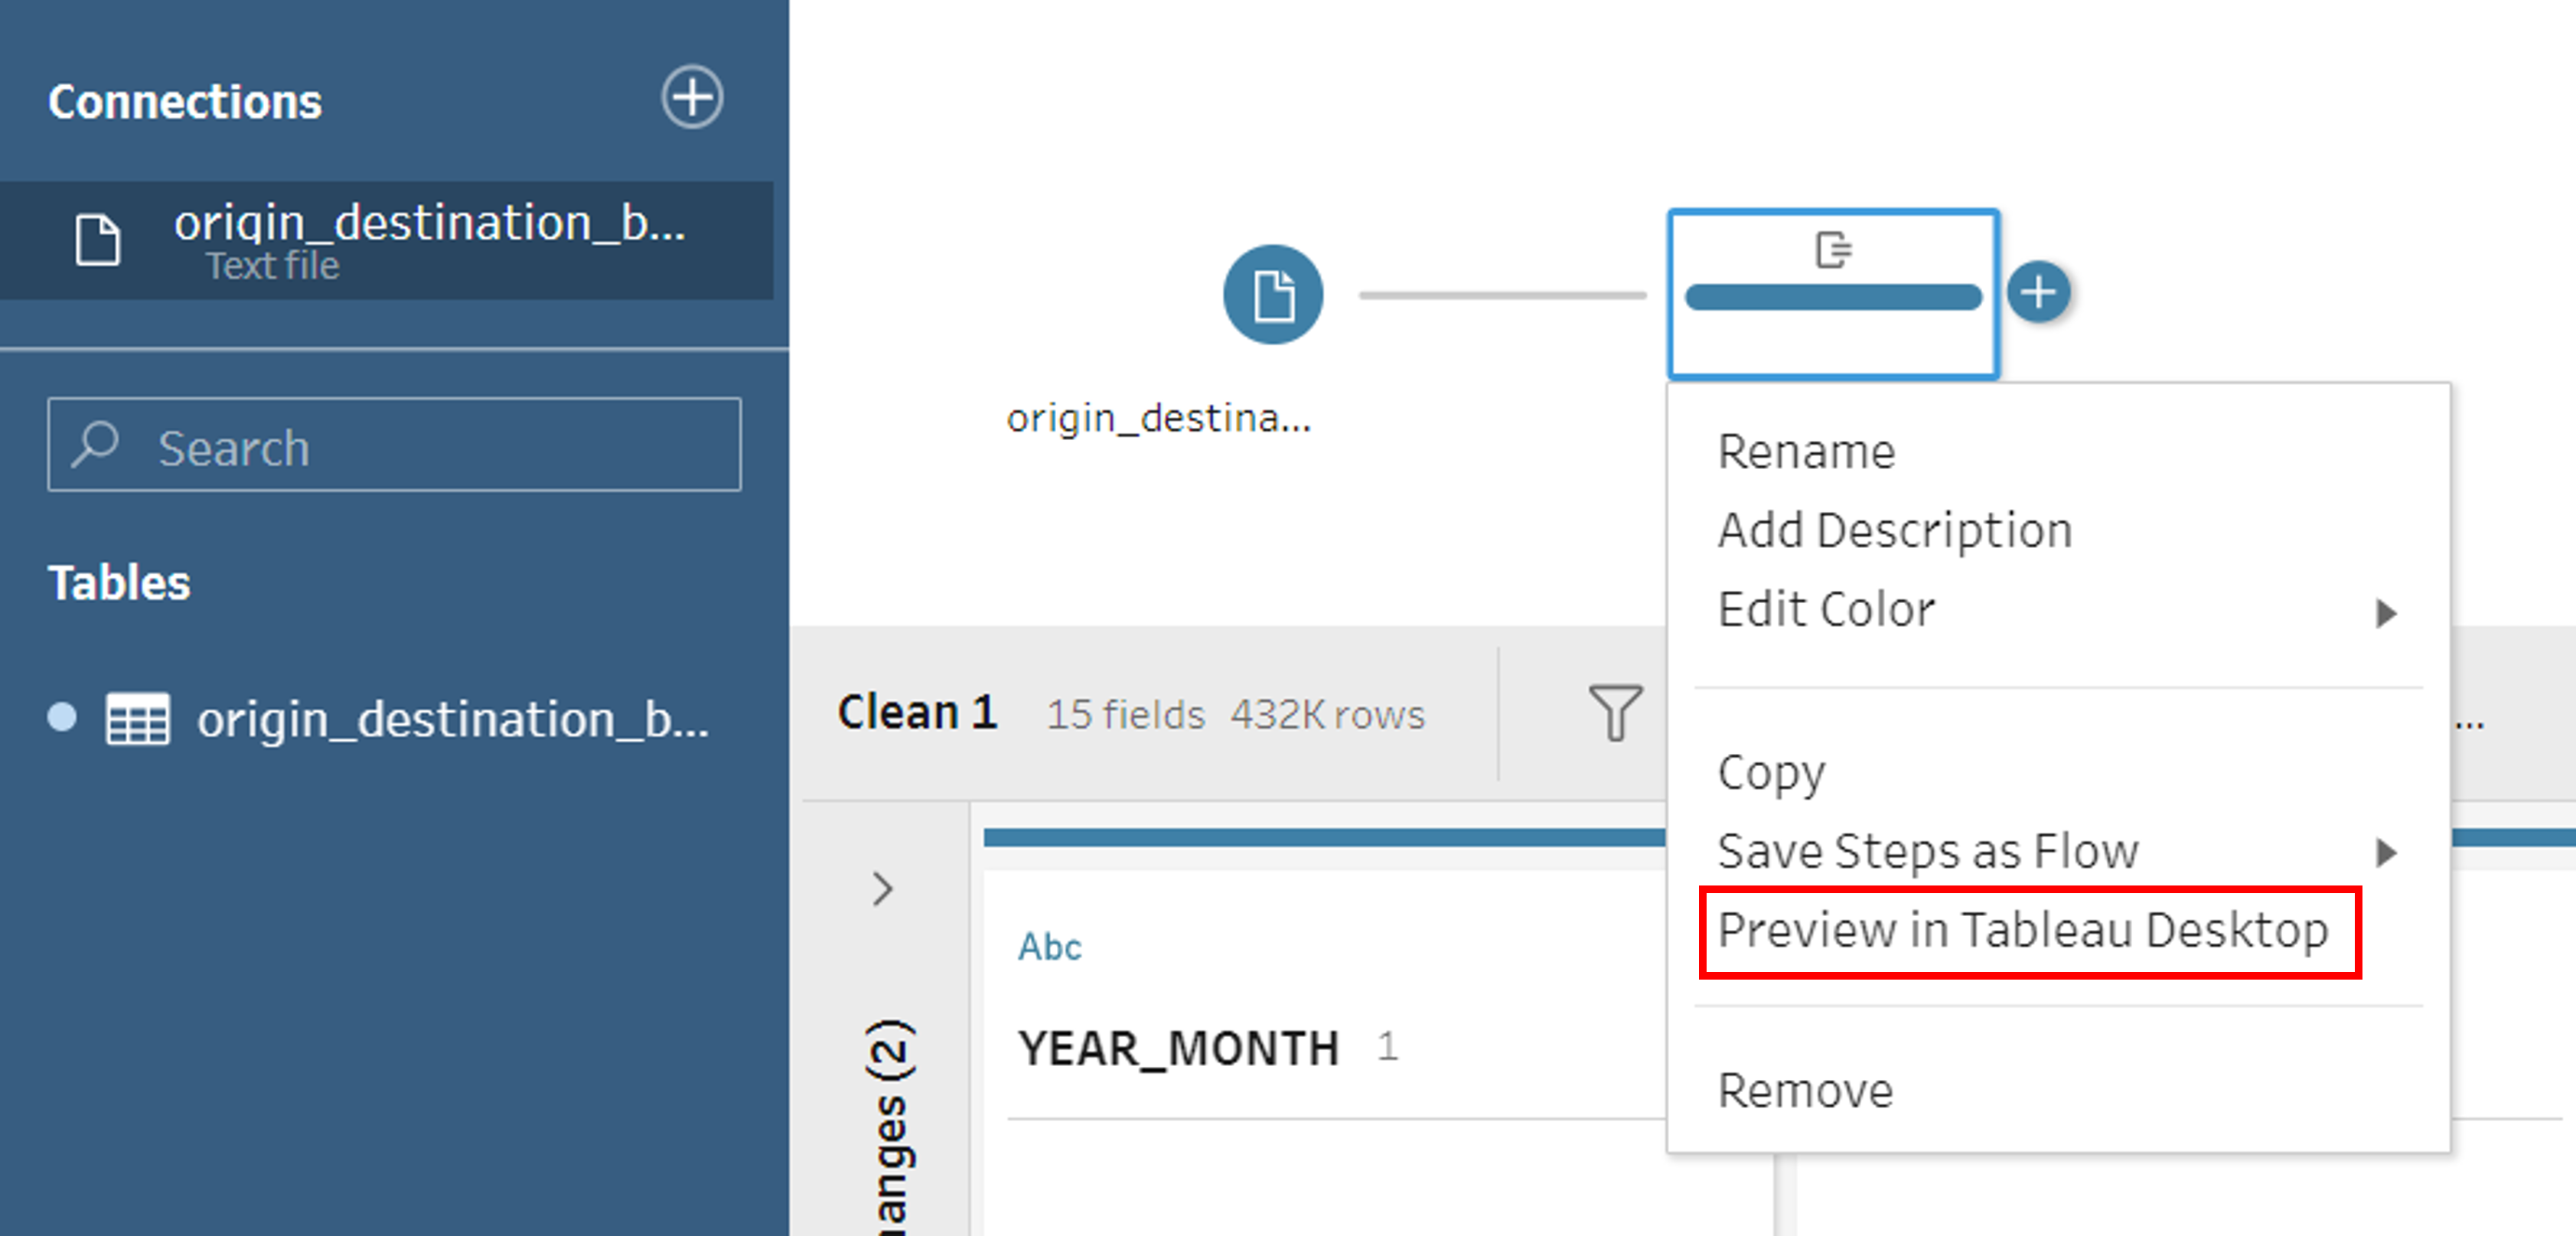 Connections
origin_destination_b...
Text file
Search
Tables
origin_destination_b...
origin_destina...
Rename
Add Description
Edit Color
Copy
Save Steps as Flow
Preview in Tableau Desktop
Remove
Clean 1 15 fields 432K rows
...
Abc
YEAR_MONTH 1
anges (2)